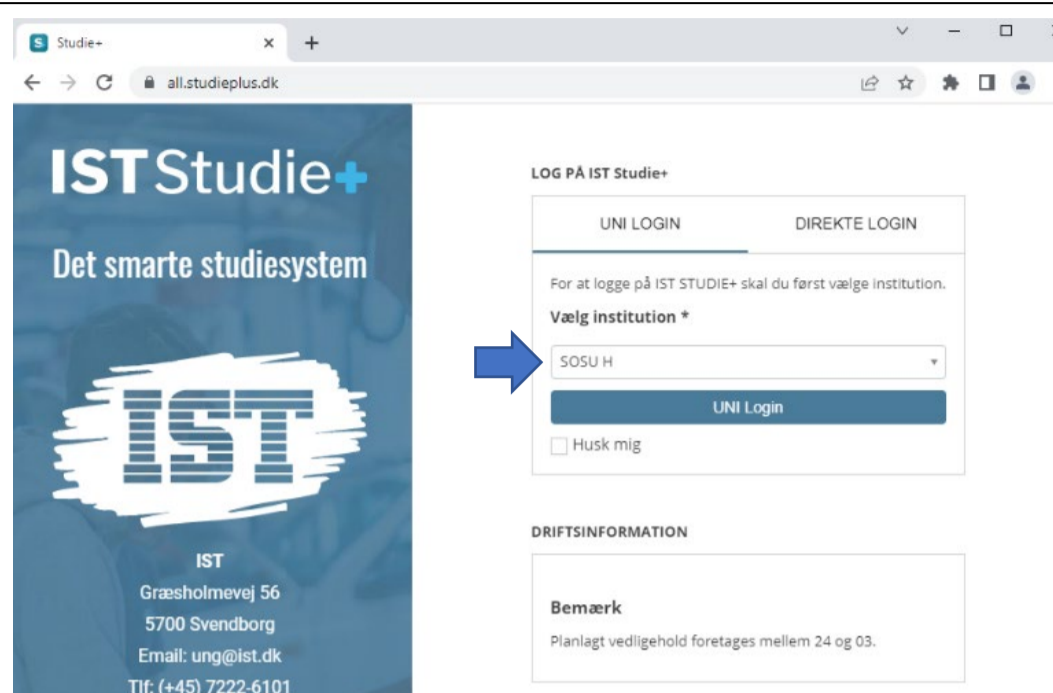 Studie+
all.studieplus.dk
IST Studie+
Det smarte studiesystem
IST
IST
Græsholmevej 56
5700 Svendborg
Email: ung@ist.dk
Tlf: (+45) 7222-6101
LOG PÅ IST Studie+
UNI LOGIN
DIREKTE LOGIN
For at logge på IST STUDIE+ skal du først vælge institution.
Vælg institution *
SOSU H
UNI Login
Husk mig
DRIFTSINFORMATION
Bemærk
Planlagt vedligehold foretages mellem 24 og 03.